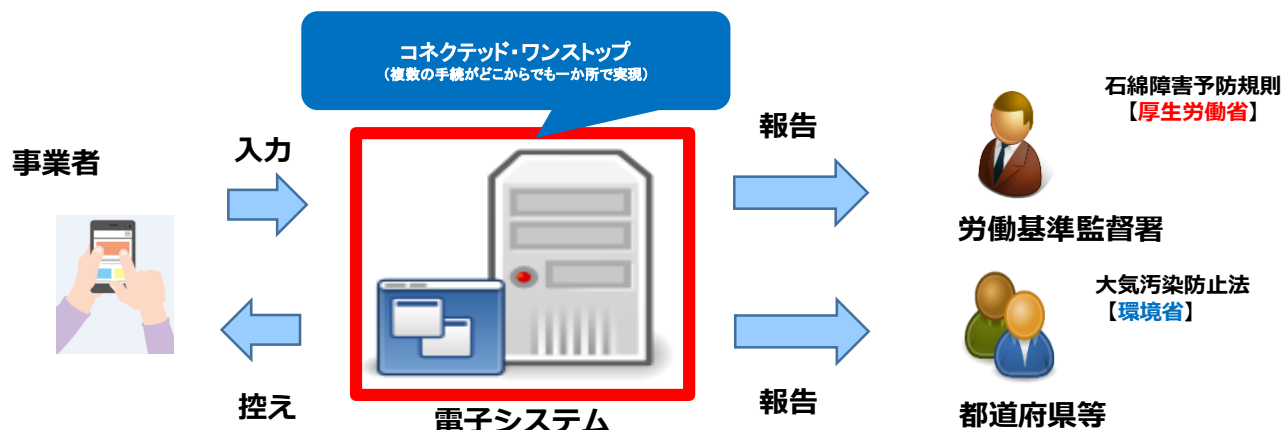 コネクテッド・ワンストップ
(複数の手続がどこからでも一か所で実現)
事業者
入力
控え
電子システム
報告
報告
石綿障害予防規則
【厚生労働省】
労働基準監督署
大気汚染防止法
【環境省】
都道府県等